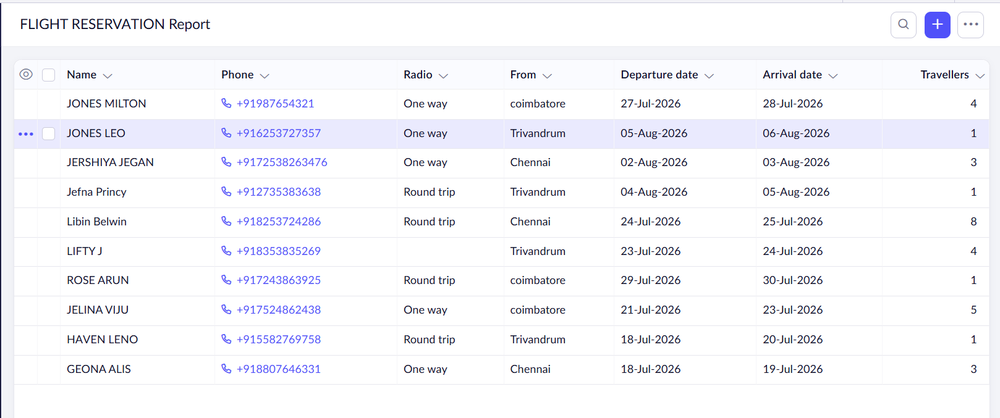 FLIGHT RESERVATION Report
Name Phone Radio From Departure date Arrival date Travellers
JONES MILTON +91987654321 One way coimbatore 27-Jul-2026 28-Jul-2026 4
JONES LEO +916253727357 One way Trivandrum 05-Aug-2026 06-Aug-2026 1
JERSHIYA JEGAN +9172538263476 One way Chennai 02-Aug-2026 03-Aug-2026 3
Jefna Princy +912735383638 Round trip Trivandrum 04-Aug-2026 05-Aug-2026 1
Libin Belwin +918253724286 Round trip Chennai 24-Jul-2026 25-Jul-2026 8
LIFTY J +918353835269 Trivandrum 23-Jul-2026 24-Jul-2026 4
ROSE ARUN +917243863925 Round trip coimbatore 29-Jul-2026 30-Jul-2026 1
JELINA VIJU +917524862438 One way coimbatore 21-Jul-2026 23-Jul-2026 5
HAVEN LENO +915582769758 Round trip Trivandrum 18-Jul-2026 20-Jul-2026 1
GEONA ALIS +918807646331 One way Chennai 18-Jul-2026 19-Jul-2026 3